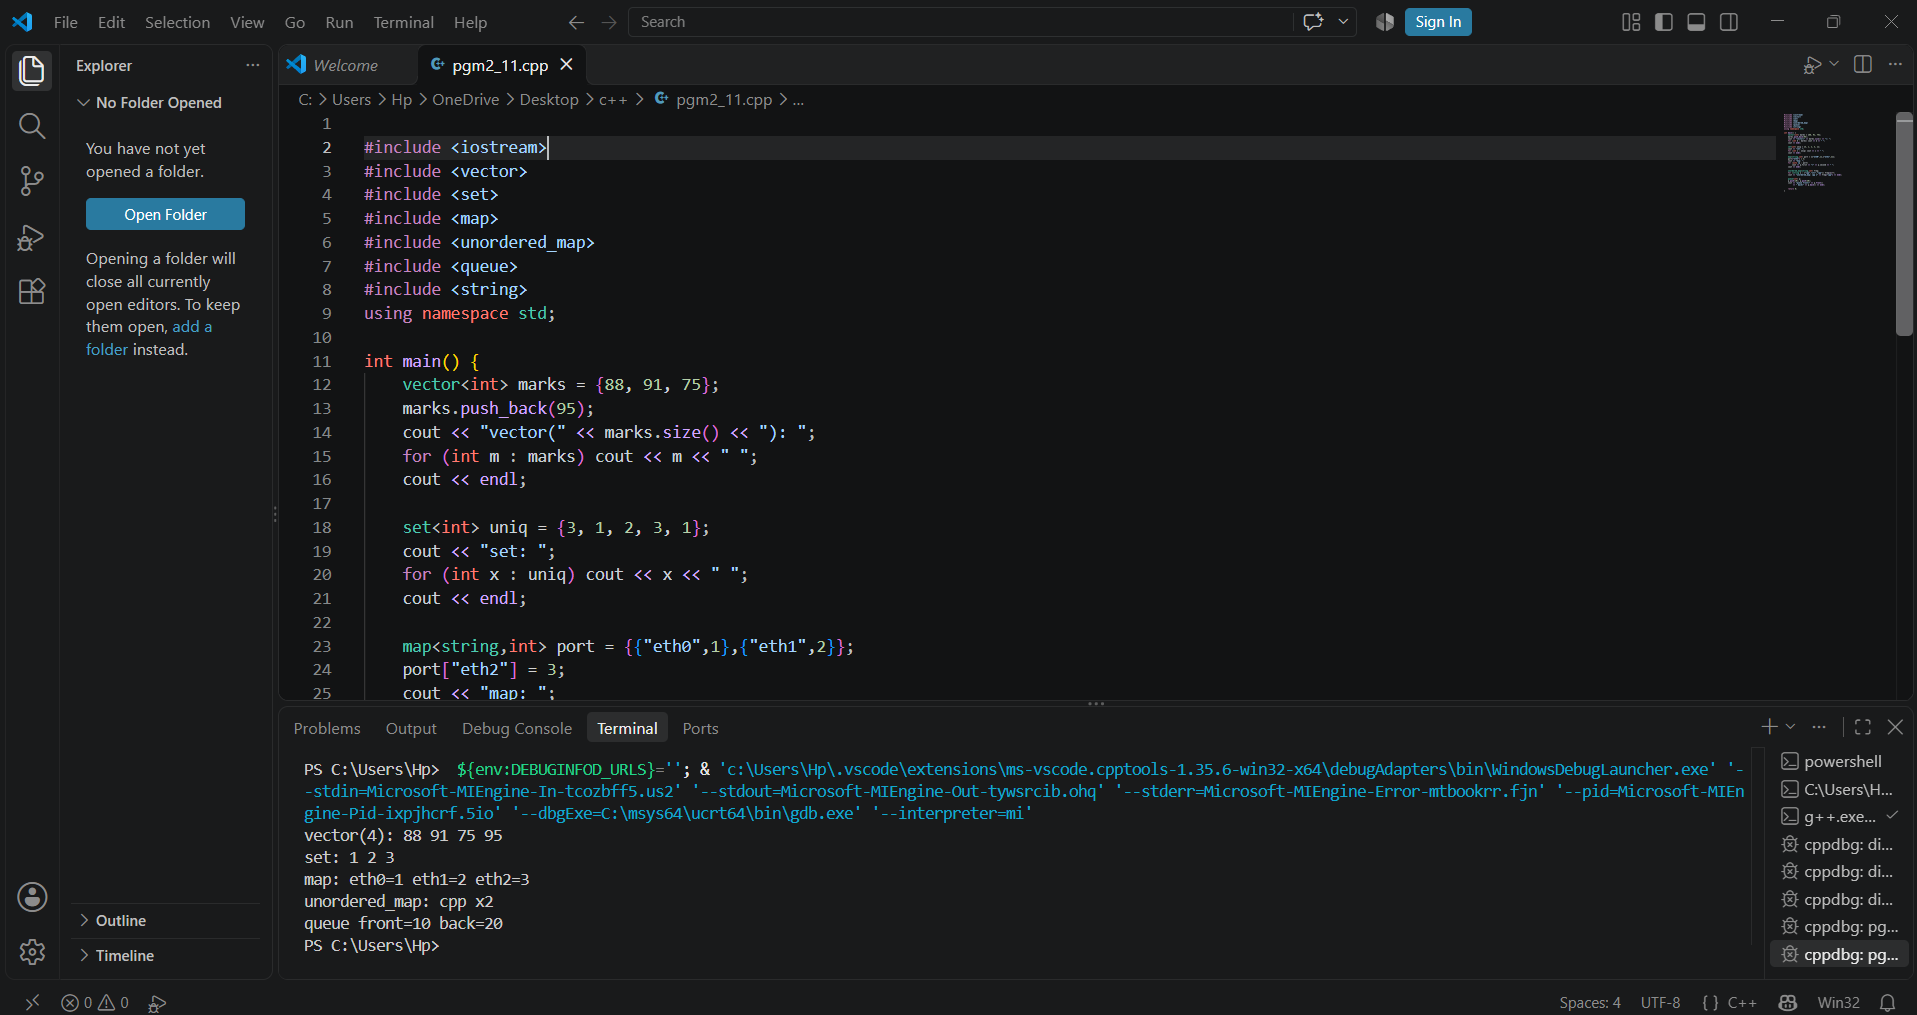 File Edit Selection View Go Run Terminal Help
Search
Sign In
Explorer
No Folder Opened
You have not yet
opened a folder.
Open Folder
Opening a folder will
close all currently
open editors. To keep
them open, add a
folder instead.
Outline
Timeline
Welcome
pgm2_11.cpp
C: > Users > Hp > OneDrive > Desktop > c++ > pgm2_11.cpp > ...
1
2 #include <iostream>
3 #include <vector>
4 #include <set>
5 #include <map>
6 #include <unordered_map>
7 #include <queue>
8 #include <string>
9 using namespace std;
10
11 int main() {
12 vector<int> marks = {88, 91, 75};
13 marks.push_back(95);
14 cout << "vector(" << marks.size() << "): ";
15 for (int m : marks) cout << m << " ";
16 cout << endl;
17
18 set<int> uniq = {3, 1, 2, 3, 1};
19 cout << "set: ";
20 for (int x : uniq) cout << x << " ";
21 cout << endl;
22
23 map<string,int> port = {{"eth0",1},{"eth1",2}};
24 port["eth2"] = 3;
25 cout << "map: ";
Problems Output Debug Console Terminal Ports
PS C:\Users\Hp> ${env:DEBUGINFOD_URLS}=''; & 'c:\Users\Hp\.vscode\extensions\ms-vscode.cpptools-1.35.6-win32-x64\debugAdapters\bin\WindowsDebugLauncher.exe' '-
-stdin=Microsoft-MIEngine-In-tcozbff5.us2' '--stdout=Microsoft-MIEngine-Out-tywsrcib.ohq' '--stderr=Microsoft-MIEngine-Error-mtbookrr.fjn' '--pid=Microsoft-MIEn
gine-Pid-ixpjhcrf.5io' '--dbgExe=C:\msys64\ucrt64\bin\gdb.exe' '--interpreter=mi'
vector(4): 88 91 75 95
set: 1 2 3
map: eth0=1 eth1=2 eth2=3
unordered_map: cpp x2
queue front=10 back=20
PS C:\Users\Hp>
powershell
C:\Users\H...
g++.exe...
cppdbg: di...
cppdbg: di...
cppdbg: di...
cppdbg: pg...
cppdbg: pg...
0 0
Spaces: 4 UTF-8 {} C++ Win32